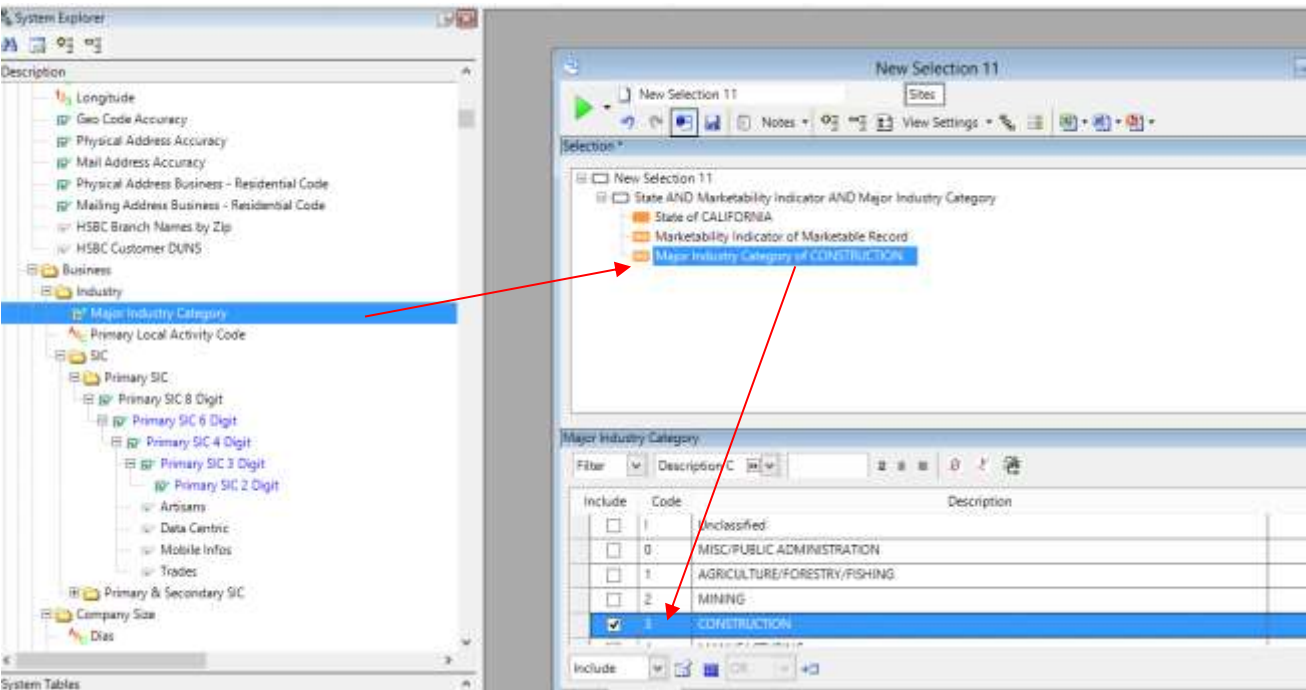 System Explorer
Description
Longitude
Geo Code Accuracy
Physical Address Accuracy
Mail Address Accuracy
Physical Address Business - Residential Code
Mailing Address Business - Residential Code
HSBC Branch Names by Zip
HSBC Customer DUNS
Business
Industry
Major Industry Category
Primary Local Activity Code
SIC
Primary SIC
Primary SIC 8 Digit
Primary SIC 6 Digit
Primary SIC 4 Digit
Primary SIC 3 Digit
Primary SIC 2 Digit
Artisans
Data Centric
Mobile Infos
Trades
Primary & Secondary SIC
Company Size
Dias
System Tables
New Selection 11
New Selection 11
Sites
Notes
View Settings
Selection *
New Selection 11
State AND Marketability Indicator AND Major Industry Category
State of CALIFORNIA
Marketability Indicator of Marketable Record
Major Industry Category of CONSTRUCTION
Major Industry Category
Filter Description C
Include Code Description
Unclassified
0 MISC/PUBLIC ADMINISTRATION
1 AGRICULTURE/FORESTRY/FISHING
2 MINING
3 CONSTRUCTION
Include OR